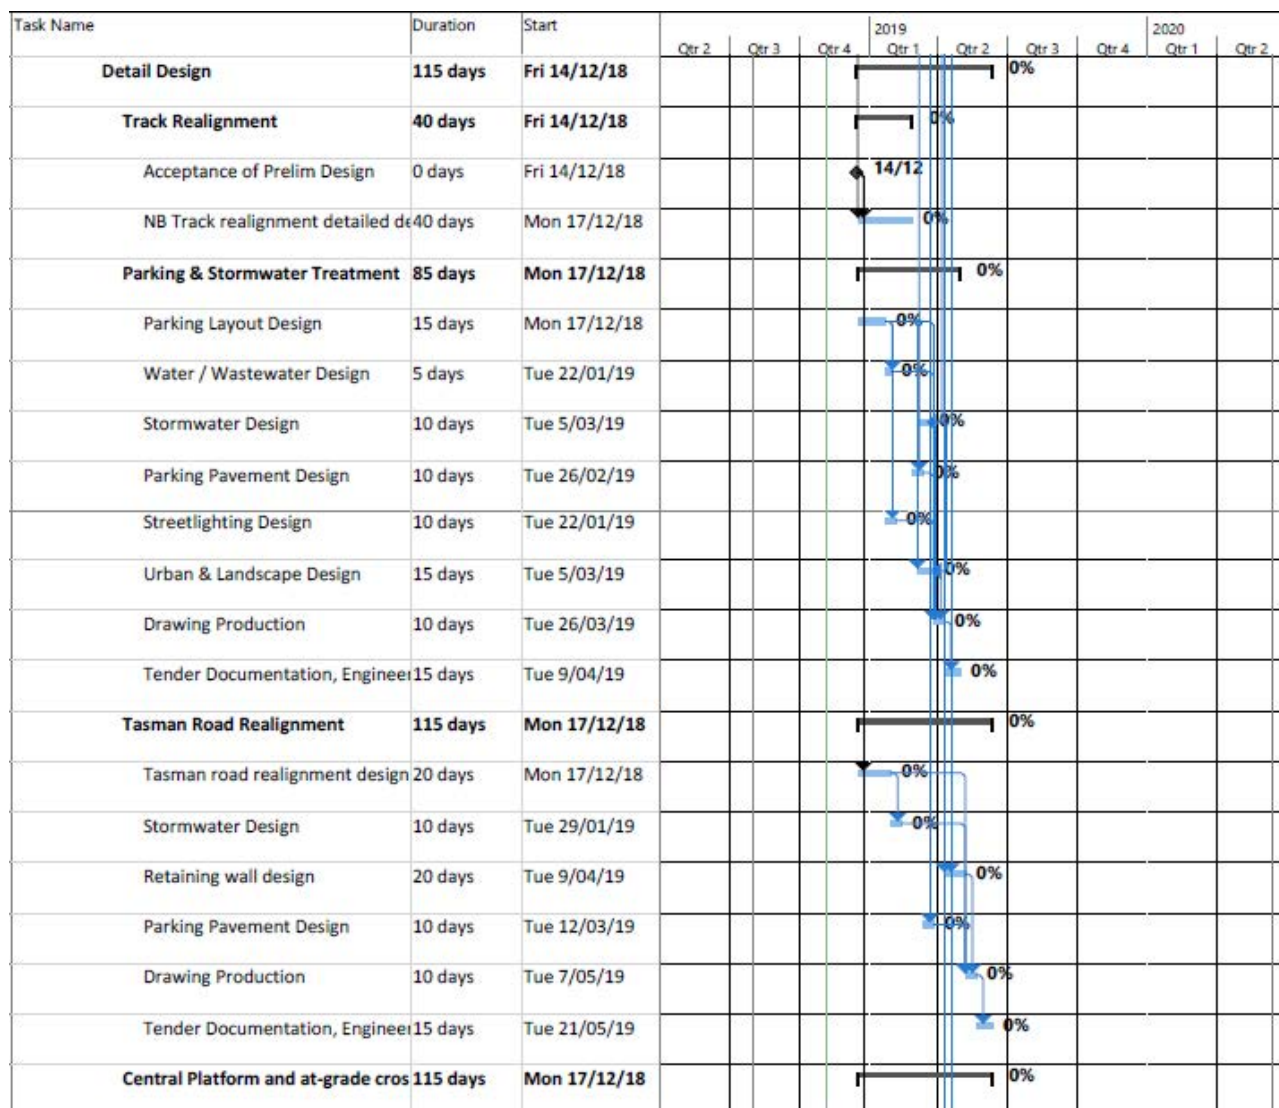 Task Name Duration Start 2019 2020
Qtr 2 Qtr 3 Qtr 4 Qtr 1 Qtr 2 Qtr 3 Qtr 4 Qtr 1 Qtr 2
Detail Design 115 days Fri 14/12/18 0%
Track Realignment 40 days Fri 14/12/18 0%
Acceptance of Prelim Design 0 days Fri 14/12/18 14/12
NB Track realignment detailed de 40 days Mon 17/12/18 0%
Parking & Stormwater Treatment 85 days Mon 17/12/18 0%
Parking Layout Design 15 days Mon 17/12/18 0%
Water / Wastewater Design 5 days Tue 22/01/19 0%
Stormwater Design 10 days Tue 5/03/19 0%
Parking Pavement Design 10 days Tue 26/02/19 0%
Streetlighting Design 10 days Tue 22/01/19 0%
Urban & Landscape Design 15 days Tue 5/03/19 0%
Drawing Production 10 days Tue 26/03/19 0%
Tender Documentation, Engineer 15 days Tue 9/04/19 0%
Tasman Road Realignment 115 days Mon 17/12/18 0%
Tasman road realignment design 20 days Mon 17/12/18 0%
Stormwater Design 10 days Tue 29/01/19 0%
Retaining wall design 20 days Tue 9/04/19 0%
Parking Pavement Design 10 days Tue 12/03/19 0%
Drawing Production 10 days Tue 7/05/19 0%
Tender Documentation, Engineer 15 days Tue 21/05/19 0%
Central Platform and at-grade cros 115 days Mon 17/12/18 0%